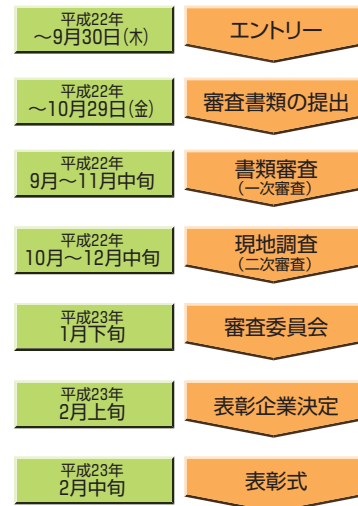 平成22年
～9月30日(木)
エントリー
平成22年
～10月29日(金)
審査書類の提出
平成22年
9月～11月中旬
書類審査
(一次審査)
平成22年
10月～12月中旬
現地調査
(二次審査)
平成23年
1月下旬
審査委員会
平成23年
2月上旬
表彰企業決定
平成23年
2月中旬
表彰式